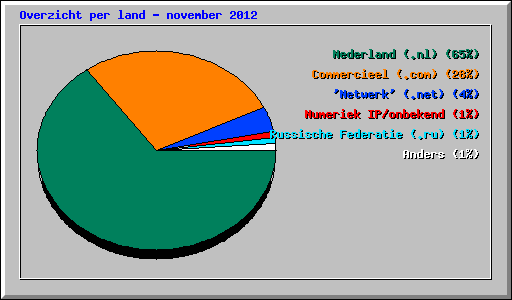 Overzicht per land - november 2012
Nederland (.nl) (65%)
Commercieel (.com) (28%)
'Netwerk' (.net) (4%)
Numeriek IP/onbekend (1%)
Russische Federatie (.ru) (1%)
Anders (1%)